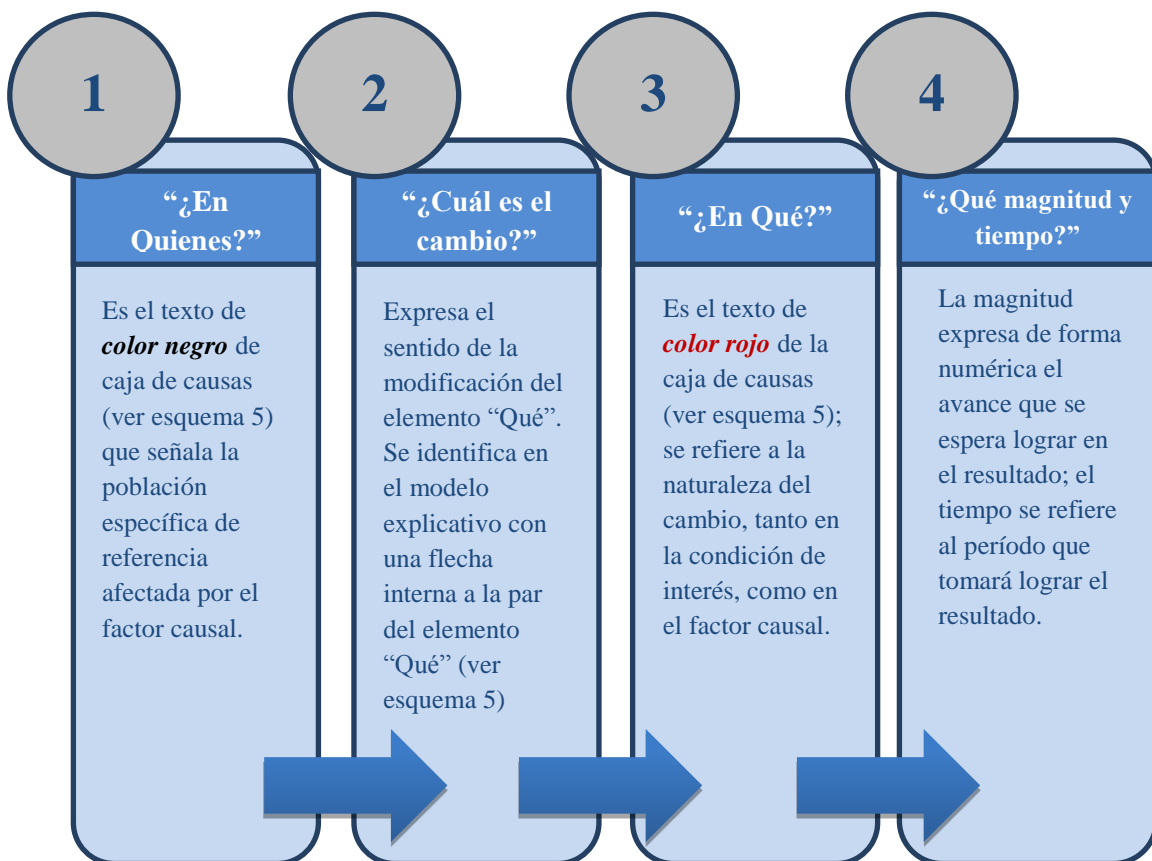 1
“¿En
Quienes?”
Es el texto de
color negro de
caja de causas
(ver esquema 5)
que señala la
población
específica de
referencia
afectada por el
factor causal.
2
“¿Cuál es el
cambio?”
Expresa el
sentido de la
modificación del
elemento “Qué”.
Se identifica en
el modelo
explicativo con
una flecha
interna a la par
del elemento
“Qué” (ver
esquema 5)
3
“¿En Qué?”
Es el texto de
color rojo de la
caja de causas
(ver esquema 5);
se refiere a la
naturaleza del
cambio, tanto en
la condición de
interés, como en
el factor causal.
4
“¿Qué magnitud y
tiempo?”
La magnitud
expresa de forma
numérica el
avance que se
espera lograr en
el resultado; el
tiempo se refiere
al período que
tomará lograr el
resultado.